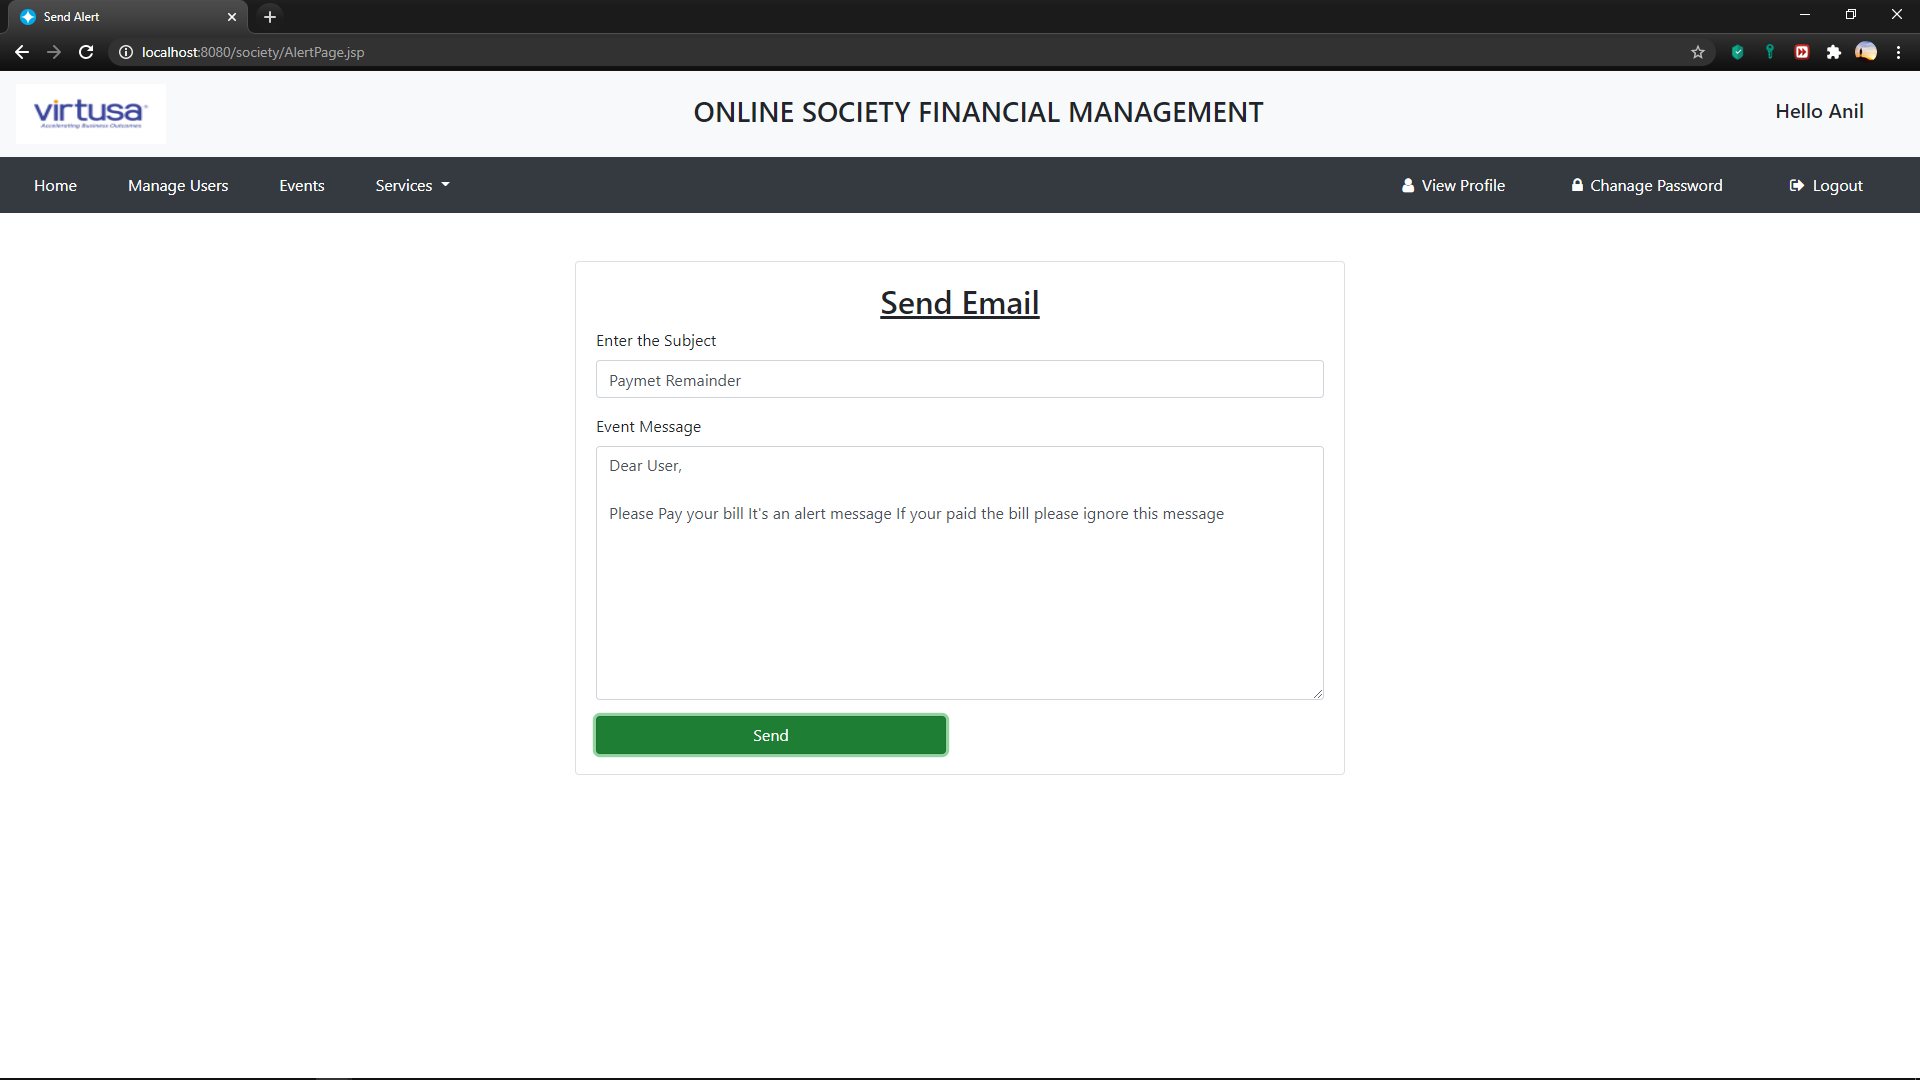 Send Alert
localhost:8080/society/AlertPage.jsp
virtusa
Accelerating Business Outcomes
ONLINE SOCIETY FINANCIAL MANAGEMENT
Hello Anil
Home
Manage Users
Events
Services
View Profile
Chanage Password
Logout
Send Email
Enter the Subject
Paymet Remainder
Event Message
Dear User,
Please Pay your bill It's an alert message If your paid the bill please ignore this message
Send